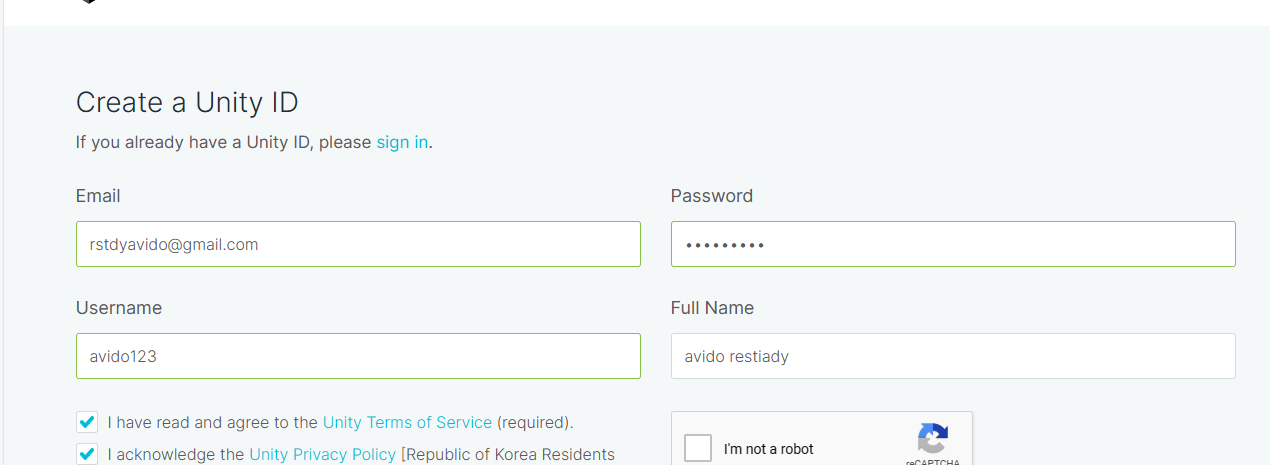 Create a Unity ID
If you already have a Unity ID, please sign in.
Email
Password
rstdyavido@gmail.com
•••••••••
Username
Full Name
avido123
avido restiady
I have read and agree to the Unity Terms of Service (required).
I acknowledge the Unity Privacy Policy [Republic of Korea Residents
I'm not a robot
reCAPTCHA